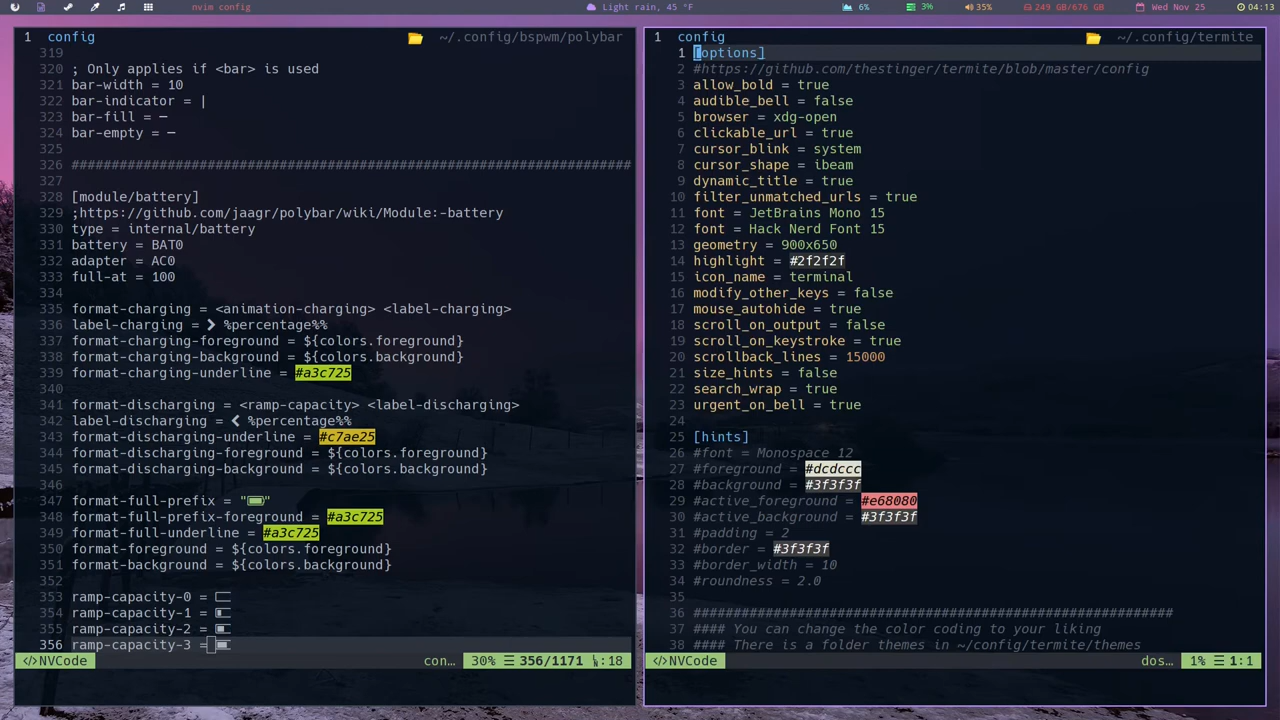 nvim config
Light rain, 45 °F
6%
3%
35%
249 GB/676 GB
Wed Nov 25
04:13
1 config ~/.config/bspwm/polybar
319
320 ; Only applies if <bar> is used
321 bar-width = 10
322 bar-indicator = |
323 bar-fill = ─
324 bar-empty = ─
325
326 ######################################################################
327
328 [module/battery]
329 ;https://github.com/jaagr/polybar/wiki/Module:-battery
330 type = internal/battery
331 battery = BAT0
332 adapter = AC0
333 full-at = 100
334
335 format-charging = <animation-charging> <label-charging>
336 label-charging = ❯ %percentage%%
337 format-charging-foreground = ${colors.foreground}
338 format-charging-background = ${colors.background}
339 format-charging-underline = #a3c725
340
341 format-discharging = <ramp-capacity> <label-discharging>
342 label-discharging = ❮ %percentage%%
343 format-discharging-underline = #c7ae25
344 format-discharging-foreground = ${colors.foreground}
345 format-discharging-background = ${colors.background}
346
347 format-full-prefix = ""
348 format-full-prefix-foreground = #a3c725
349 format-full-underline = #a3c725
350 format-foreground = ${colors.foreground}
351 format-background = ${colors.background}
352
353 ramp-capacity-0 =
354 ramp-capacity-1 =
355 ramp-capacity-2 =
356 ramp-capacity-3 =
</>NVCode con… 30% ☰ 356/1171 :18
1 config ~/.config/termite
1 [options]
2 #https://github.com/thestinger/termite/blob/master/config
3 allow_bold = true
4 audible_bell = false
5 browser = xdg-open
6 clickable_url = true
7 cursor_blink = system
8 cursor_shape = ibeam
9 dynamic_title = true
10 filter_unmatched_urls = true
11 font = JetBrains Mono 15
12 font = Hack Nerd Font 15
13 geometry = 900x650
14 highlight = #2f2f2f
15 icon_name = terminal
16 modify_other_keys = false
17 mouse_autohide = true
18 scroll_on_output = false
19 scroll_on_keystroke = true
20 scrollback_lines = 15000
21 size_hints = false
22 search_wrap = true
23 urgent_on_bell = true
24
25 [hints]
26 #font = Monospace 12
27 #foreground = #dcdccc
28 #background = #3f3f3f
29 #active_foreground = #e68080
30 #active_background = #3f3f3f
31 #padding = 2
32 #border = #3f3f3f
33 #border_width = 10
34 #roundness = 2.0
35
36 ############################################################
37 #### You can change the color coding to your liking
38 #### There is a folder themes in ~/config/termite/themes
</>NVCode dos… 1% ☰ 1:1